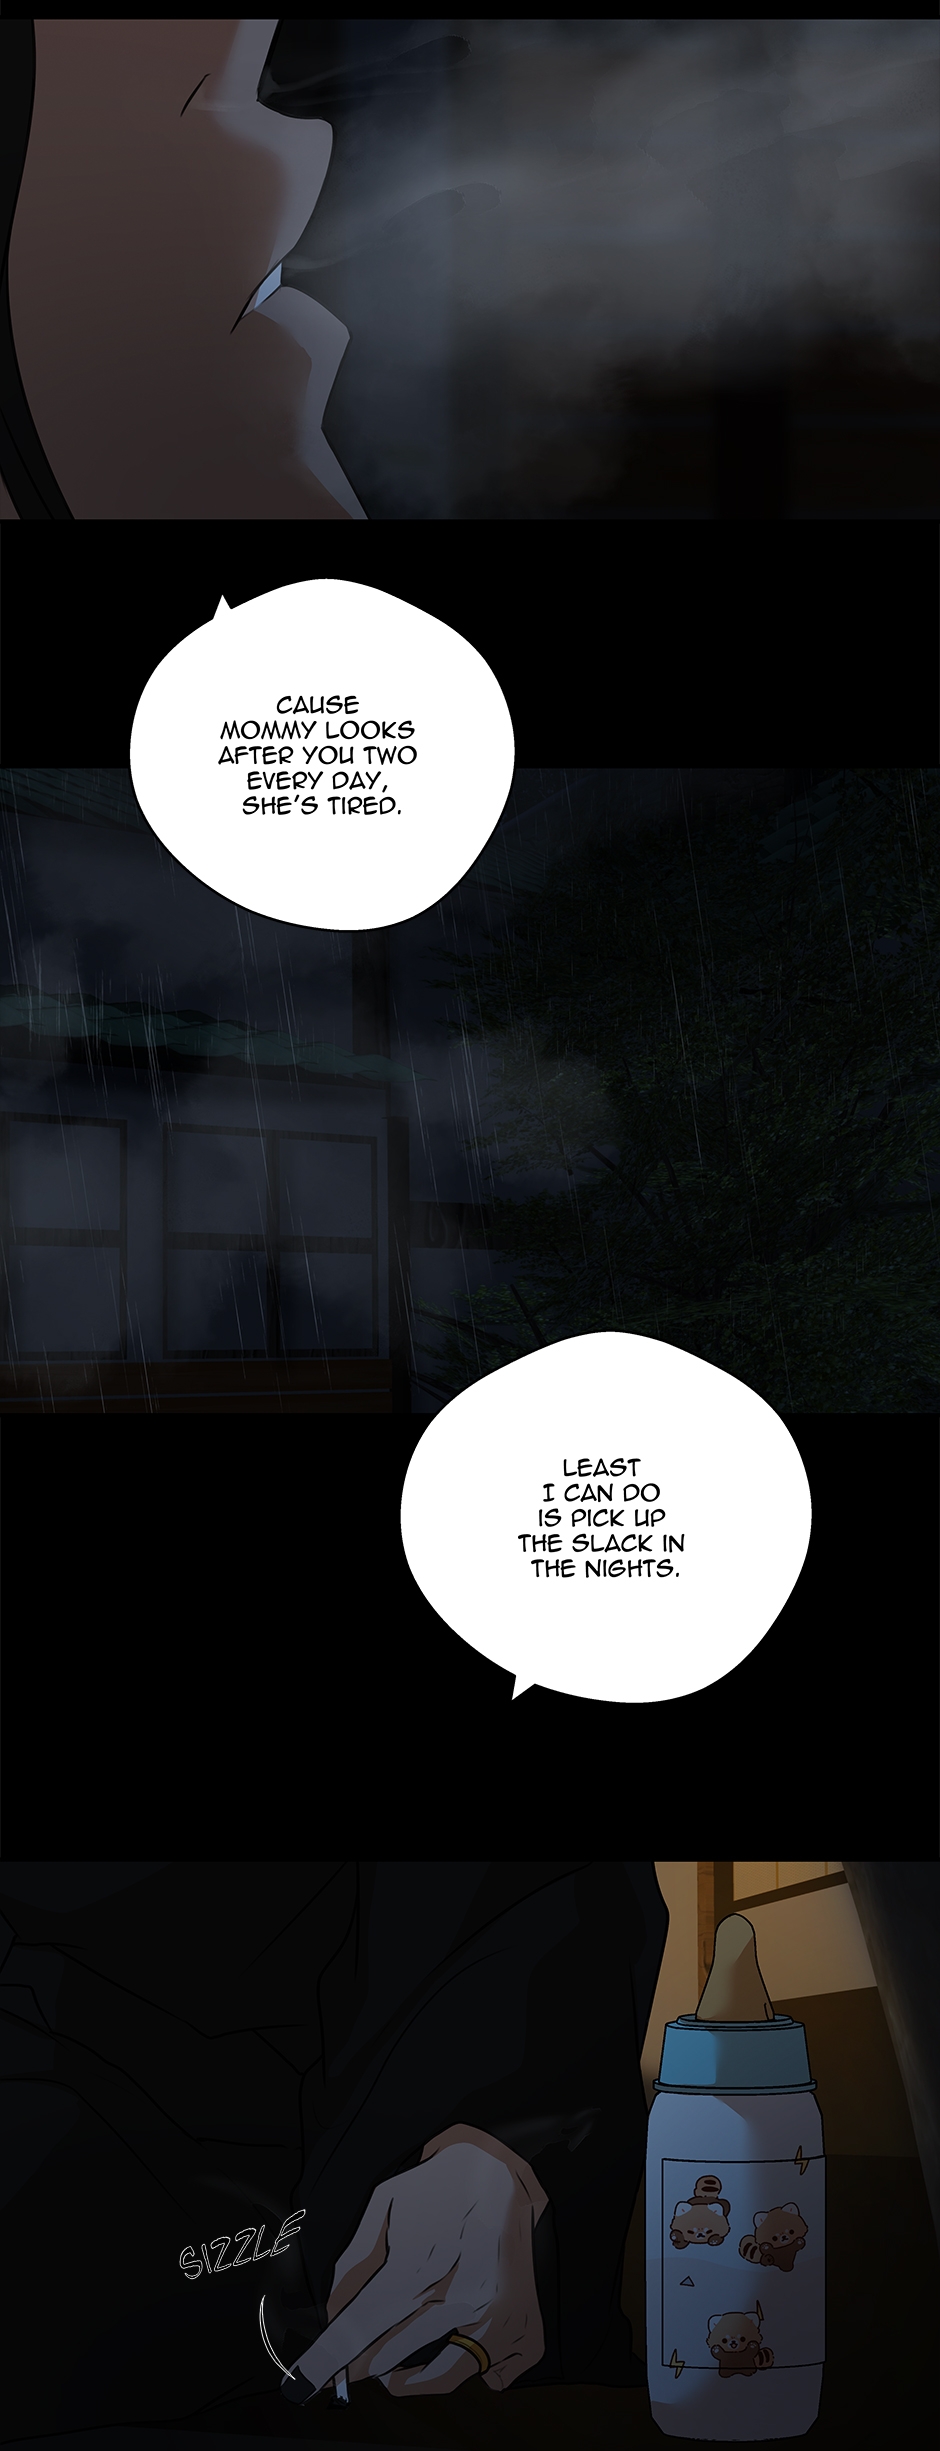 CAUSE
MOMMY LOOKS
AFTER YOU TWO
EVERY DAY,
SHE'S TIRED.
LEAST
I CAN DO
IS PICK UP
THE SLACK IN
THE NIGHTS.
SIZZLE